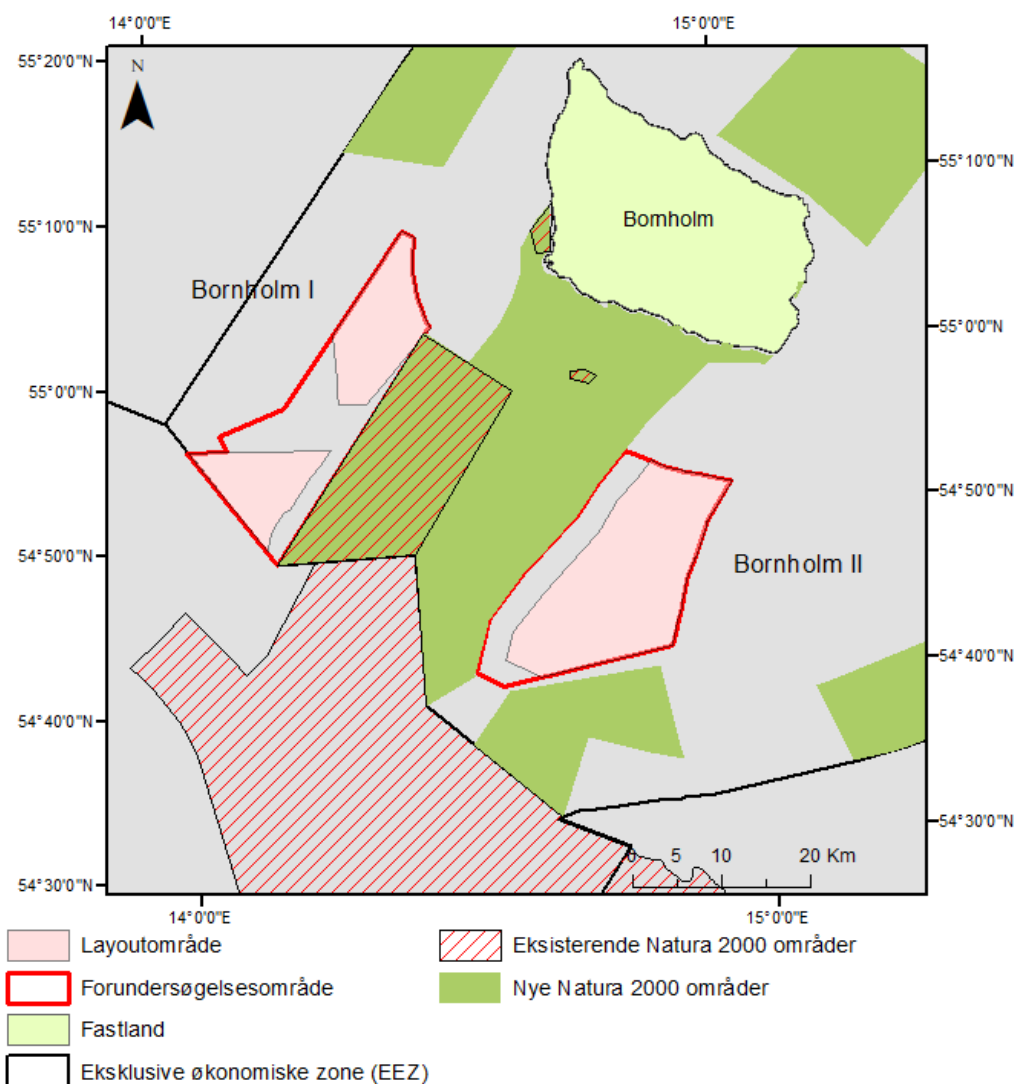 14°0'0"E 15°0'0"E
55°20'0"N
N
55°10'0"N
Bornholm
55°10'0"N
Bornholm I
55°0'0"N
55°0'0"N
54°50'0"N
54°50'0"N
Bornholm II
54°40'0"N
54°40'0"N
54°30'0"N
0 5 10 20 Km
54°30'0"N
14°0'0"E 15°0'0"E
Layoutområde
Eksisterende Natura 2000 områder
Forundersøgelsesområde
Nye Natura 2000 områder
Fastland
Eksklusive økonomiske zone (EEZ)